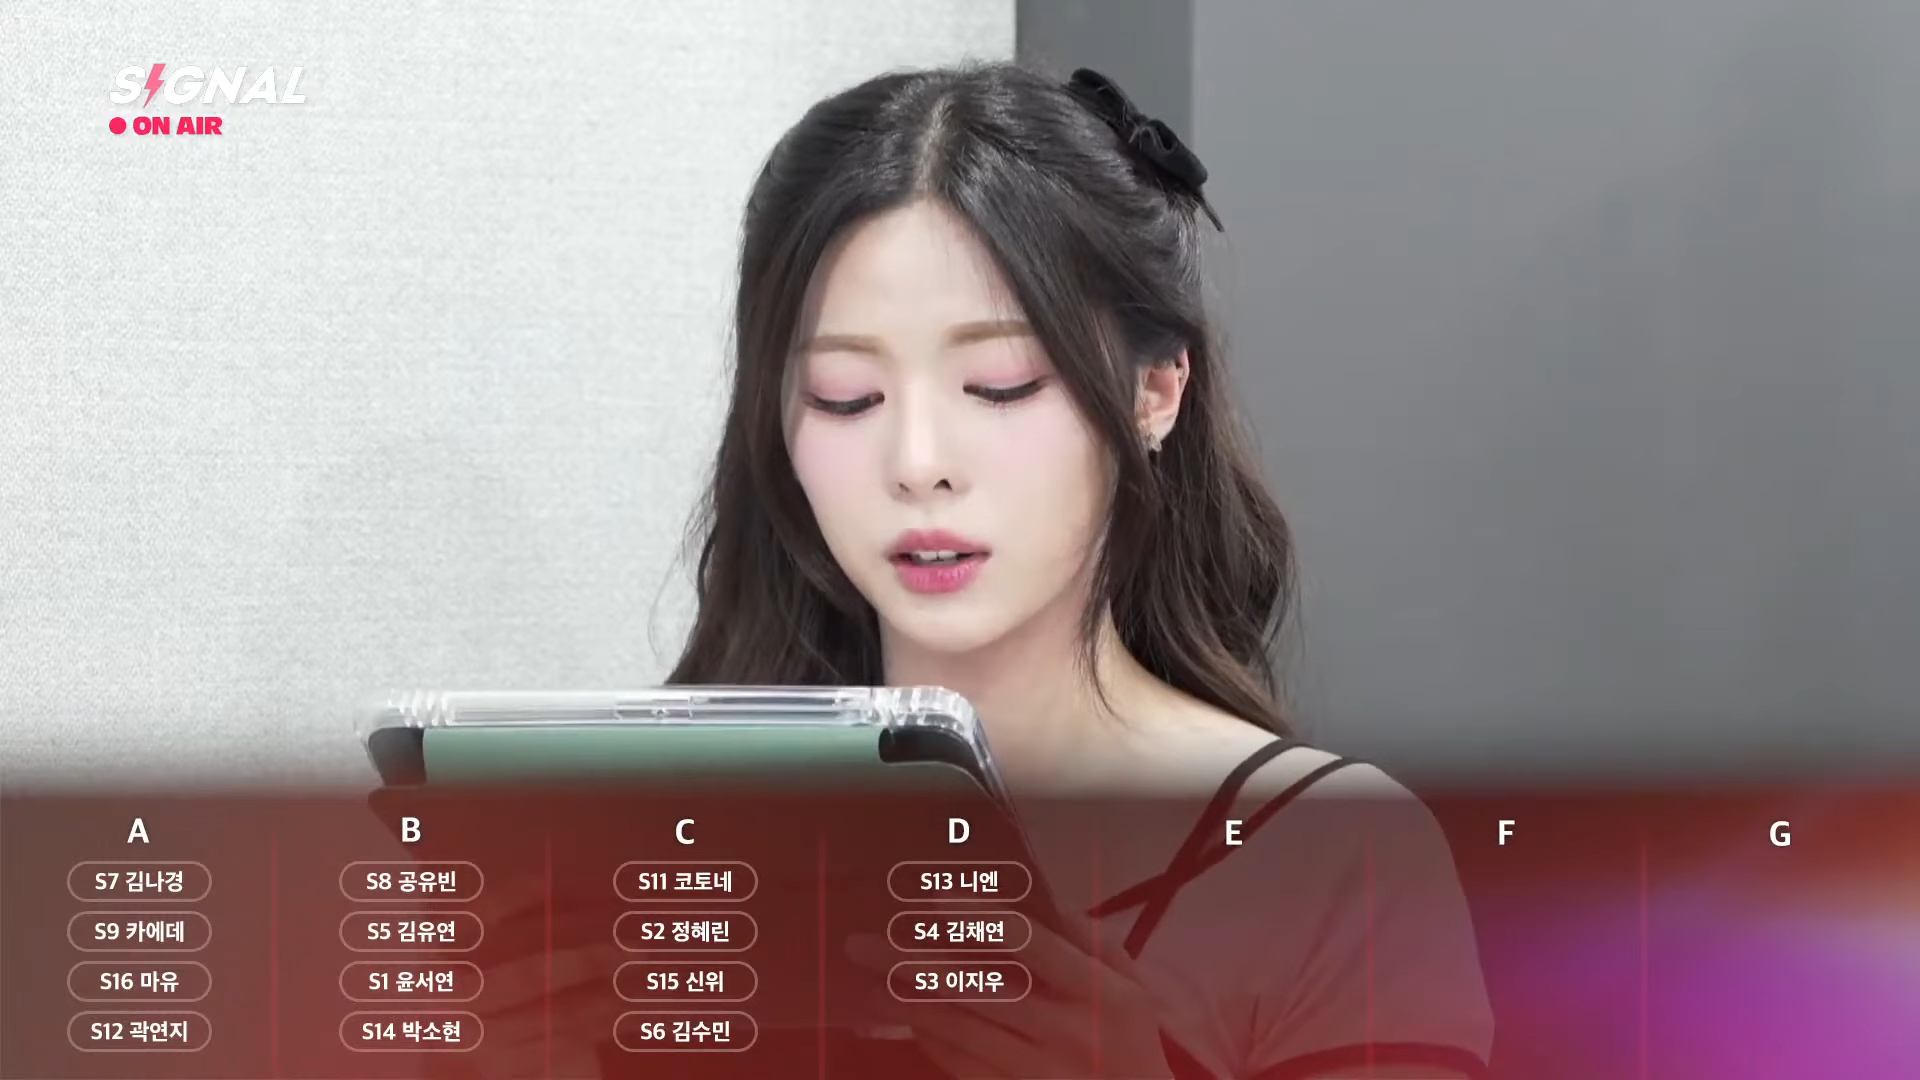 SIGNAL
ON AIR
A
S7 김나경
S9 카에데
S16 마유
S12 곽연지
B
S8 공유빈
S5 김유연
S1 윤서연
S14 박소현
C
S11 코토네
S2 정혜린
S15 신위
S6 김수민
D
S13 니엔
S4 김채연
S3 이지우
E
F
G